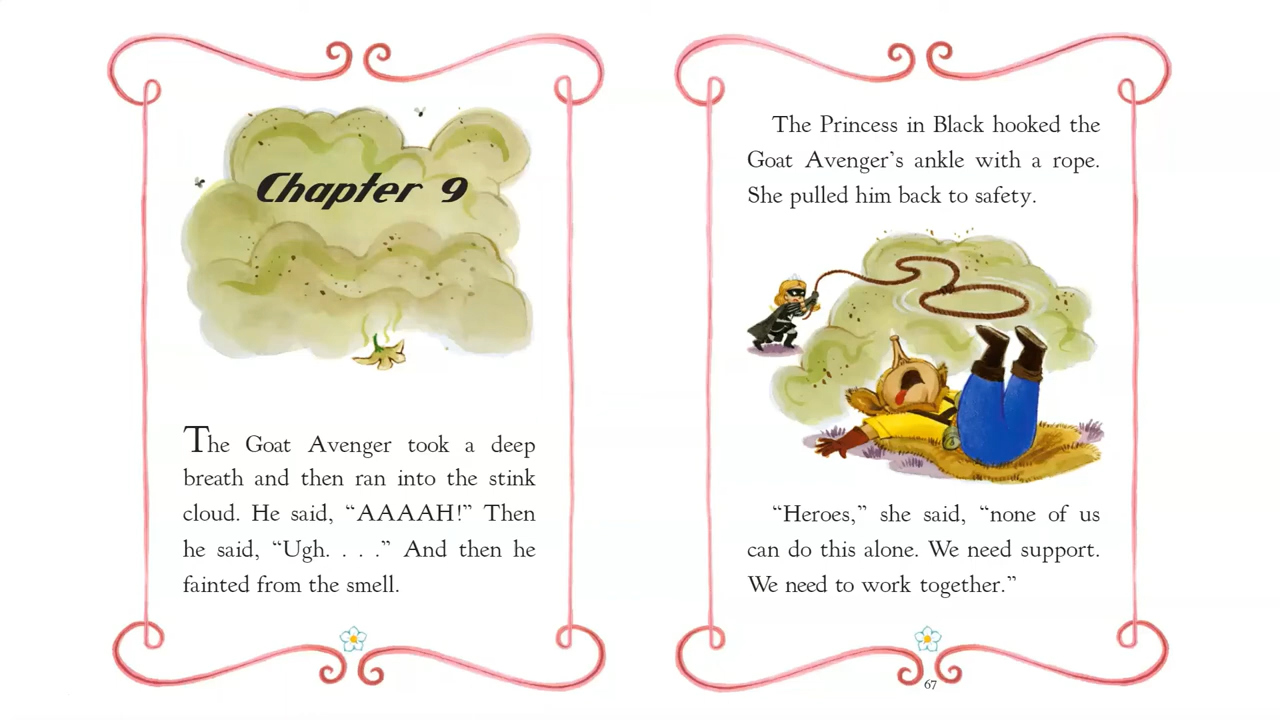 Chapter 9
The Goat Avenger took a deep
breath and then ran into the stink
cloud. He said, “AAAAH!” Then
he said, “Ugh. . . .” And then he
fainted from the smell.
The Princess in Black hooked the
Goat Avenger’s ankle with a rope.
She pulled him back to safety.
“Heroes,” she said, “none of us
can do this alone. We need support.
We need to work together.”
67